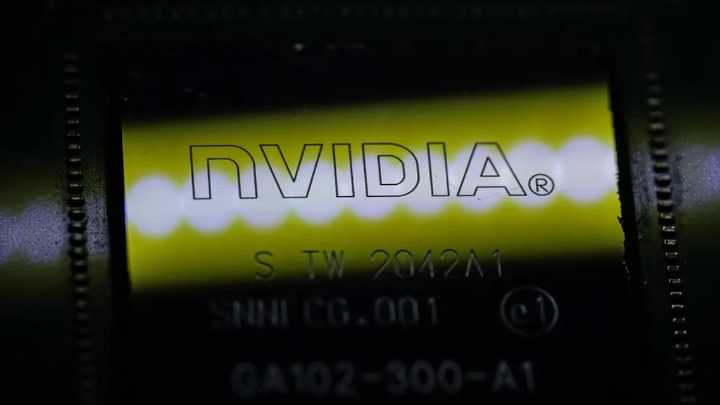 NVIDIA®
S TW 2042A1
SNNLCG.001 e1
GA102-300-A1